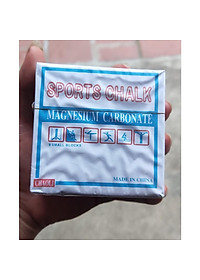 SPORTS CHALK
MAGNESIUM CARBONATE
8 SMALL BLOCKS
MADE IN CHINA